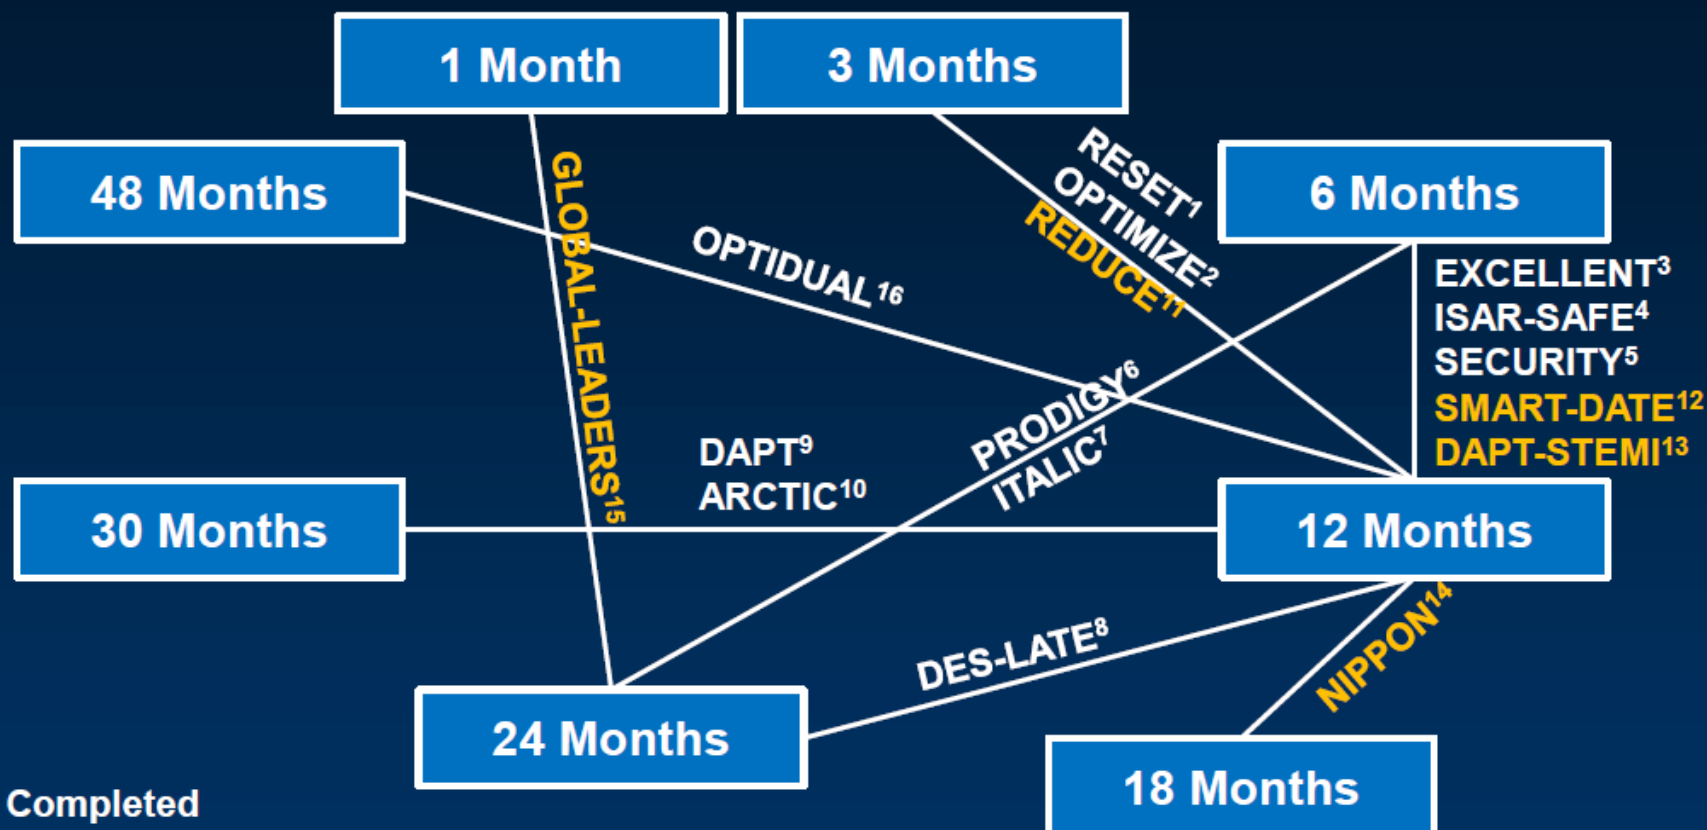 1 Month
3 Months
48 Months
6 Months
GLOBAL-LEADERS¹⁵
OPTIDUAL¹⁶
RESET¹
OPTIMIZE²
REDUCE¹¹
EXCELLENT³
ISAR-SAFE⁴
SECURITY⁵
SMART-DATE¹²
DAPT-STEMI¹³
PRODIGY⁶
ITALIC⁷
DAPT⁹
ARCTIC¹⁰
30 Months
12 Months
DES-LATE⁸
NIPPON¹⁴
24 Months
18 Months
Completed